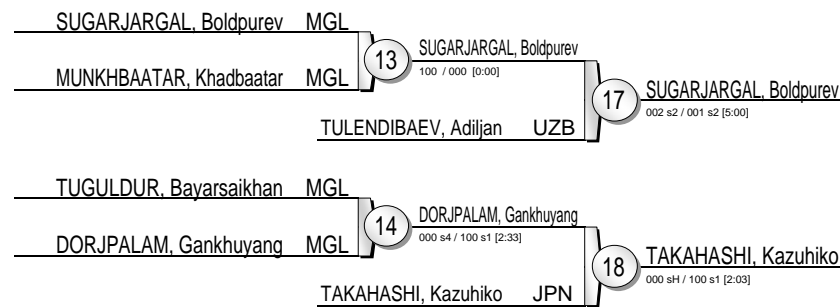 SUGARJARGAL, Boldpurev MGL
13
SUGARJARGAL, Boldpurev
100 / 000 [0:00]
MUNKHBAATAR, Khadbaatar MGL
17
SUGARJARGAL, Boldpurev
002 s2 / 001 s2 [5:00]
TULENDIBAEV, Adiljan UZB
TUGULDUR, Bayarsaikhan MGL
14
DORJPALAM, Gankhuyang
000 s4 / 100 s1 [2:33]
DORJPALAM, Gankhuyang MGL
18
TAKAHASHI, Kazuhiko
000 sH / 100 s1 [2:03]
TAKAHASHI, Kazuhiko JPN